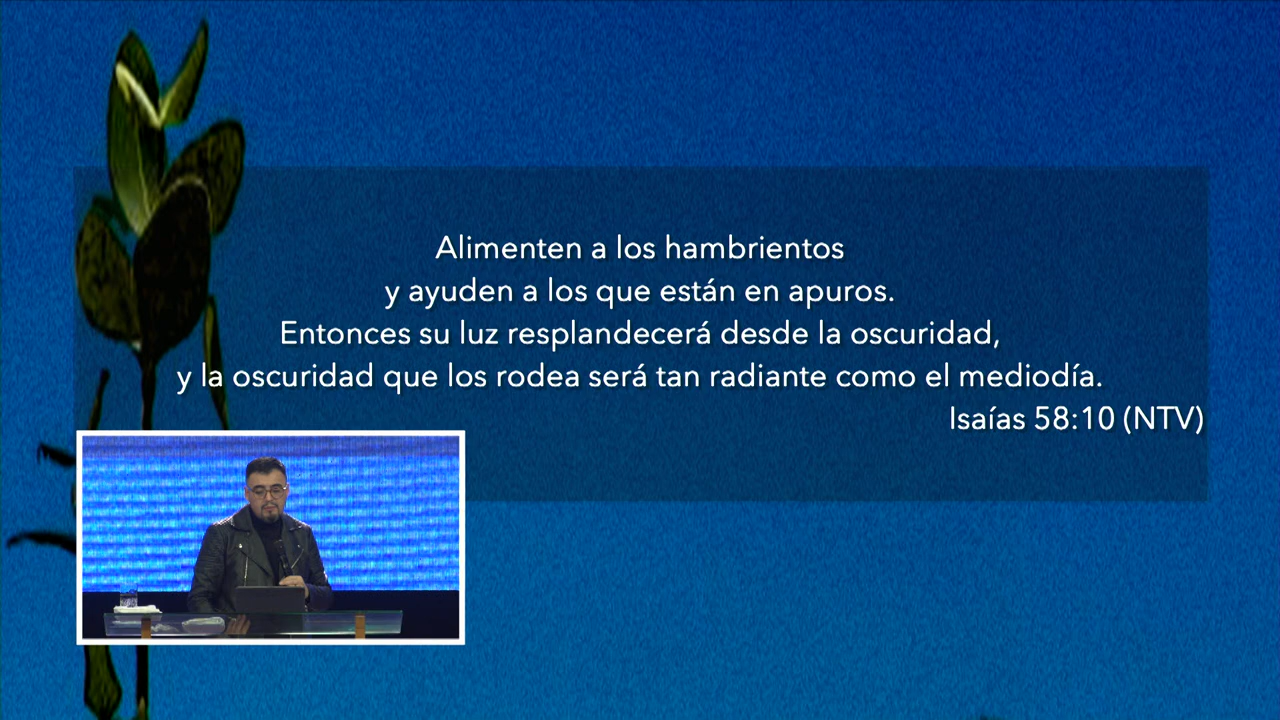 Alimenten a los hambrientos
y ayuden a los que están en apuros.
Entonces su luz resplandecerá desde la oscuridad,
y la oscuridad que los rodea será tan radiante como el mediodía.
Isaías 58:10 (NTV)